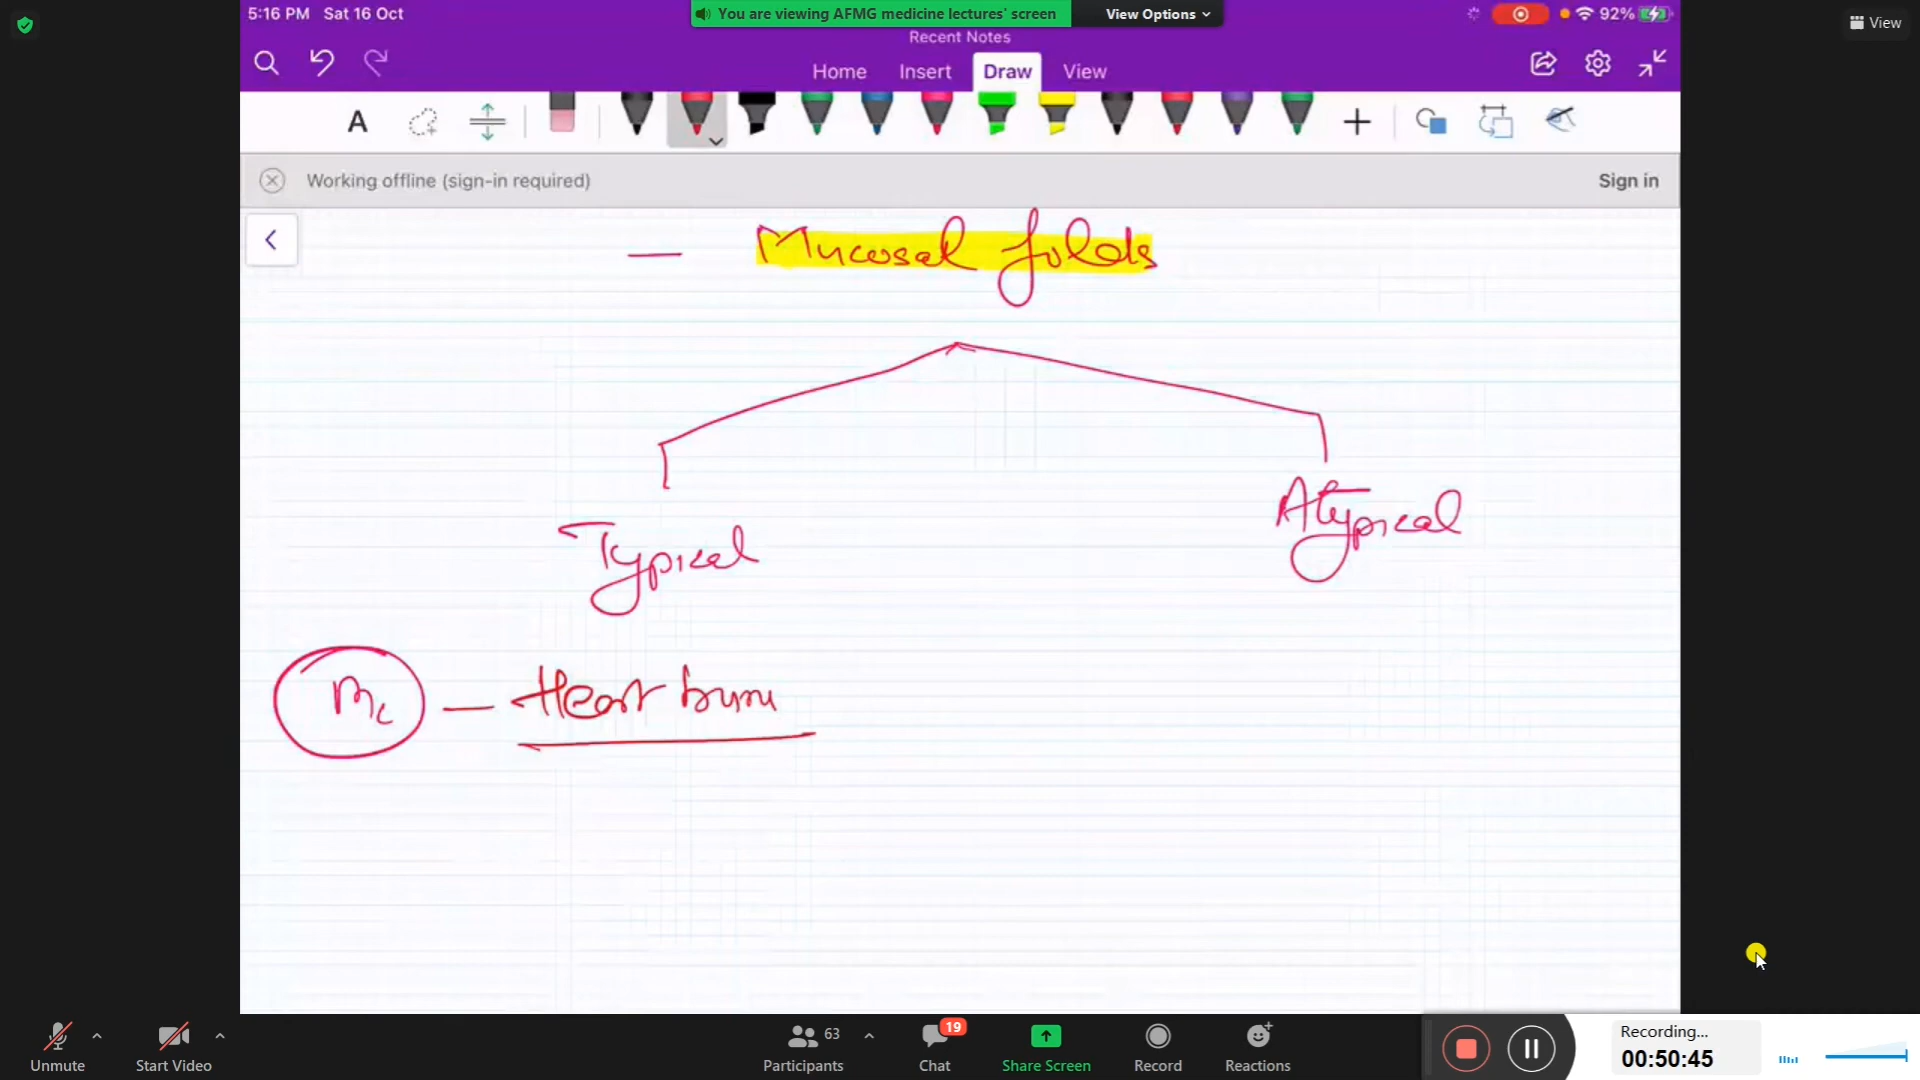 5:16 PM Sat 16 Oct
You are viewing AFMG medicine lectures' screen
View Options
92%
View
Recent Notes
Home Insert Draw View
A
Working offline (sign-in required)
Sign in
— Mucosal folds
Typical
Atypical
Mc — Heart burn
Unmute
Start Video
63
Participants
19
Chat
Share Screen
Record
Reactions
Recording...
00:50:45